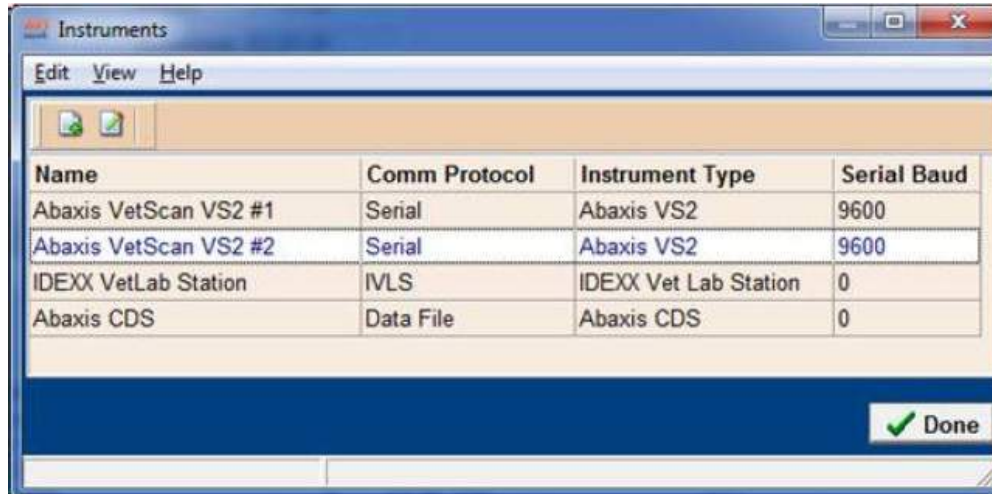 Instruments
Edit View Help
Name Comm Protocol Instrument Type Serial Baud
Abaxis VetScan VS2 #1 Serial Abaxis VS2 9600
Abaxis VetScan VS2 #2 Serial Abaxis VS2 9600
IDEXX VetLab Station IVLS IDEXX Vet Lab Station 0
Abaxis CDS Data File Abaxis CDS 0
Done